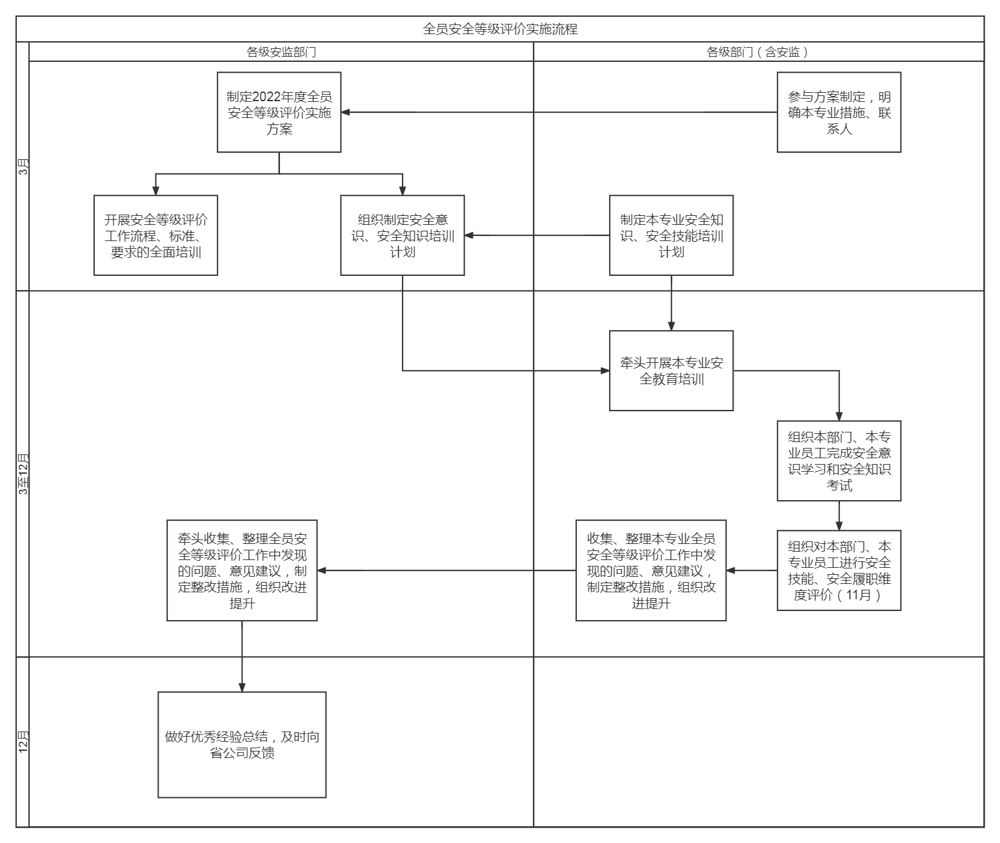 全员安全等级评价实施流程
各级安监部门
各级部门（含安监）
3月
制定2022年度全员
安全等级评价实施
方案
参与方案制定，明
确本专业措施、联
系人
开展安全等级评价
工作流程、标准、
要求的全面培训
组织制定安全意
识、安全知识培训
计划
制定本专业安全知
识、安全技能培训
计划
3至12月
牵头开展本专业安
全教育培训
组织本部门、本专
业员工完成安全意
识学习和安全知识
考试
牵头收集、整理全员安
全等级评价工作中发现
的问题、意见建议，制
定整改措施，组织改进
提升
收集、整理本专业全员
安全等级评价工作中发
现的问题、意见建议，
制定整改措施，组织改
进提升
组织对本部门、本
专业员工进行安全
技能、安全履职维
度评价（11月）
12月
做好优秀经验总结，及时向
省公司反馈